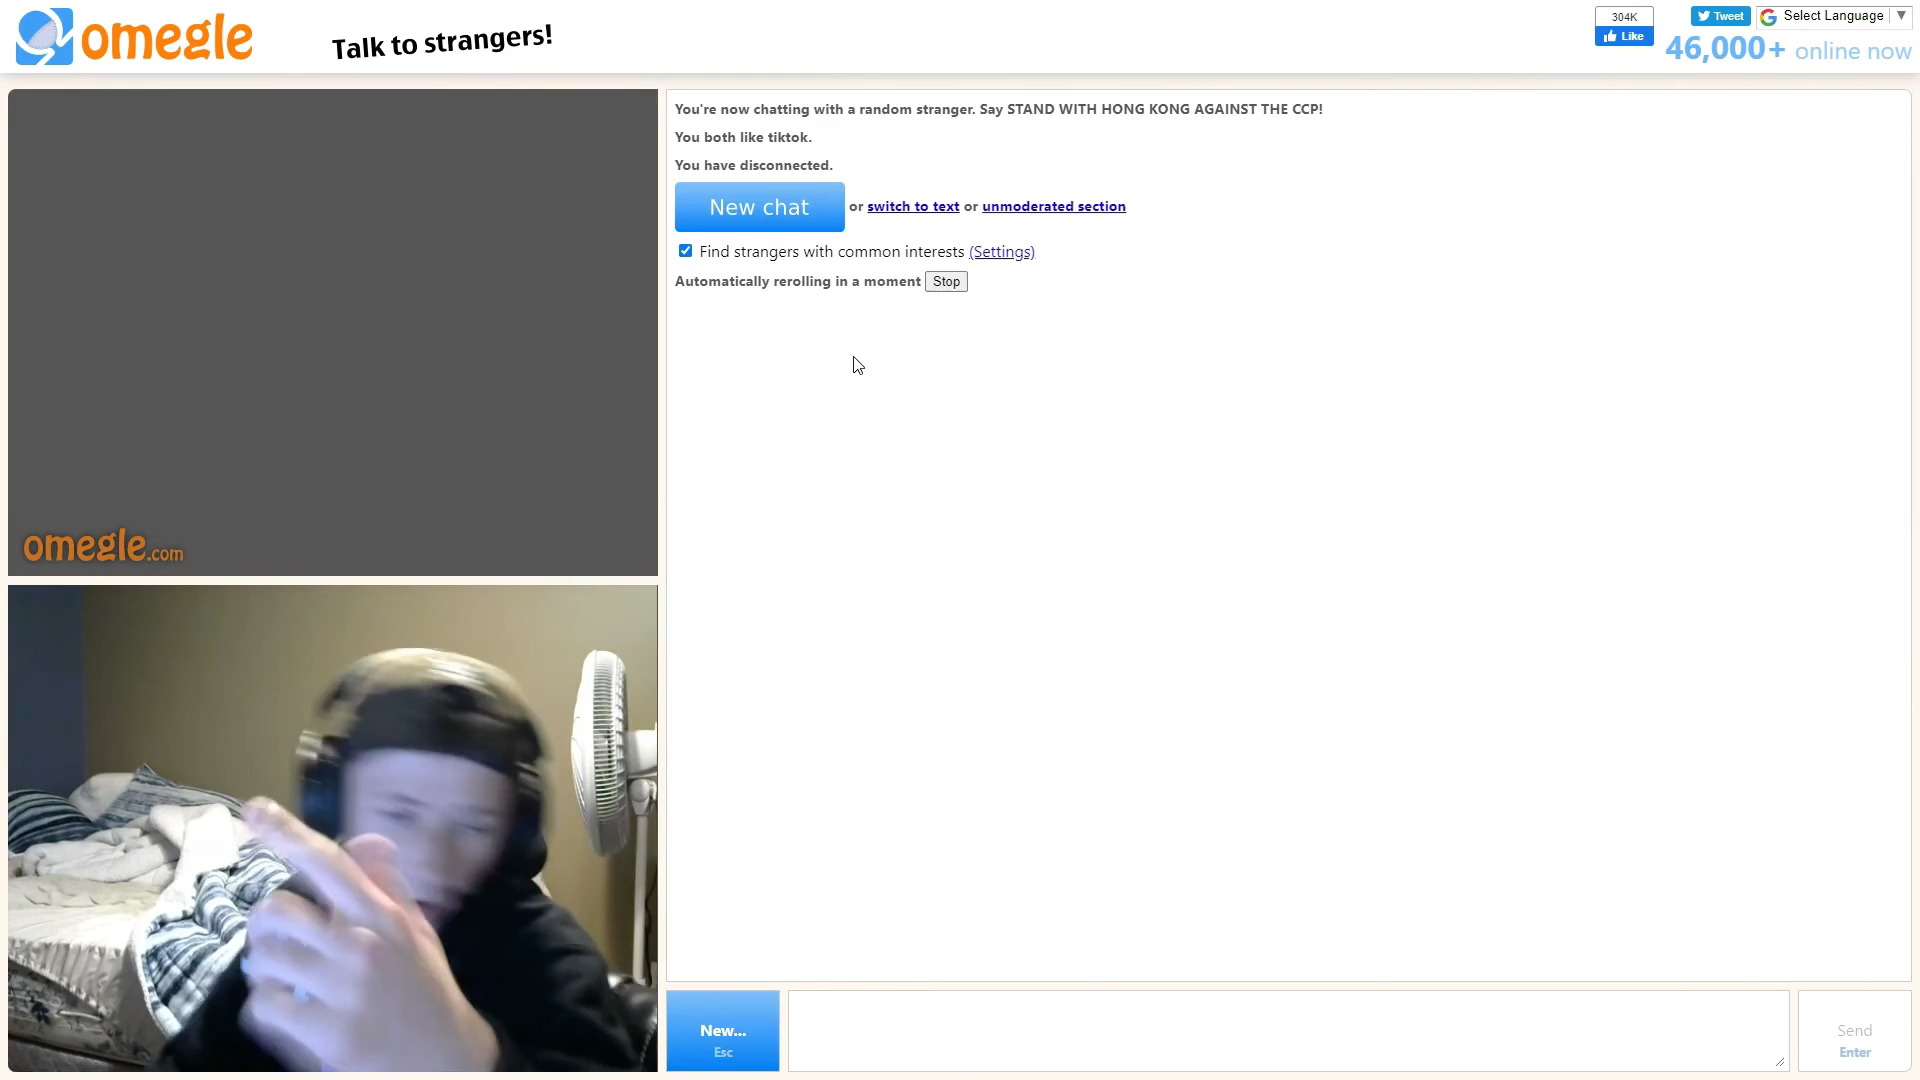 omegle
Talk to strangers!
304K
Like
Tweet
Select Language
46,000+ online now
You're now chatting with a random stranger. Say STAND WITH HONG KONG AGAINST THE CCP!
You both like tiktok.
You have disconnected.
New chat or switch to text or unmoderated section
Find strangers with common interests (Settings)
Automatically rerolling in a moment Stop
omegle.com
New...
Esc
Send
Enter